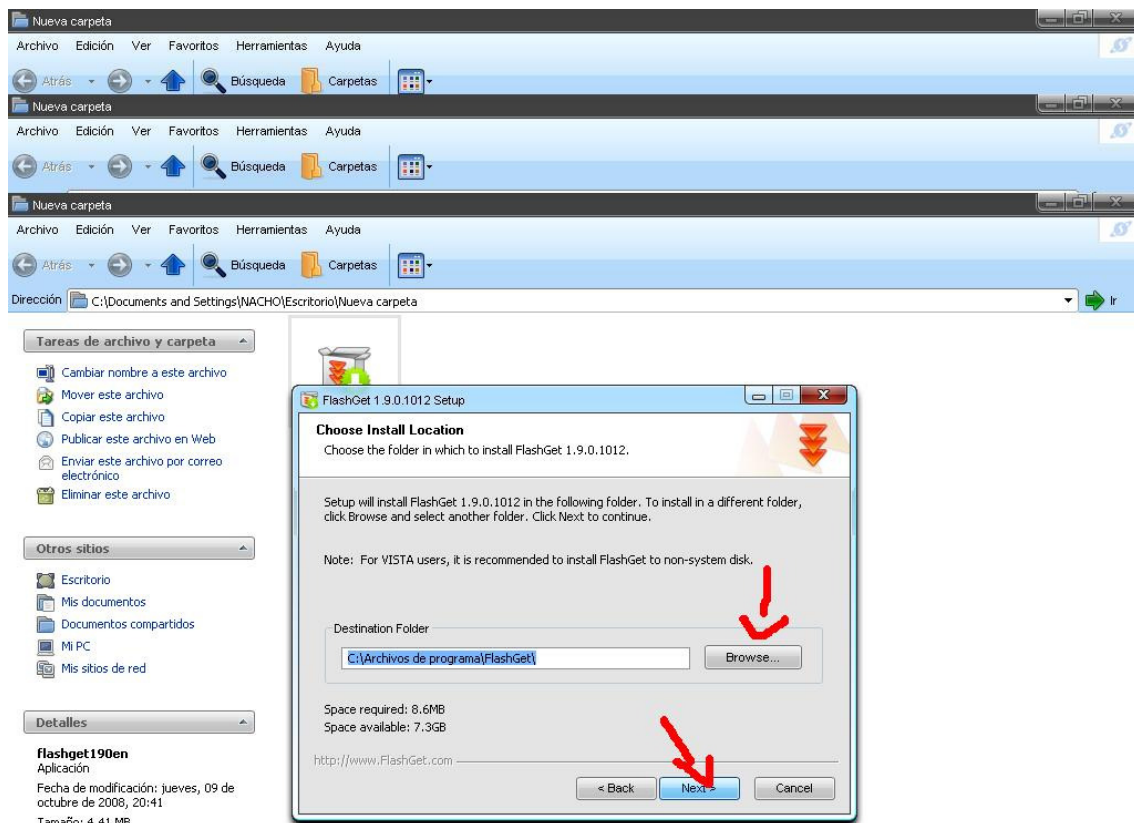 Nueva carpeta
Archivo Edición Ver Favoritos Herramientas Ayuda
Atrás Búsqueda Carpetas
Nueva carpeta
Archivo Edición Ver Favoritos Herramientas Ayuda
Atrás Búsqueda Carpetas
Nueva carpeta
Archivo Edición Ver Favoritos Herramientas Ayuda
Atrás Búsqueda Carpetas
Dirección C:\Documents and Settings\NACHO\Escritorio\Nueva carpeta Ir
Tareas de archivo y carpeta
Cambiar nombre a este archivo
Mover este archivo
Copiar este archivo
Publicar este archivo en Web
Enviar este archivo por correo
electrónico
Eliminar este archivo
Otros sitios
Escritorio
Mis documentos
Documentos compartidos
Mi PC
Mis sitios de red
Detalles
flashget190en
Aplicación
Fecha de modificación: jueves, 09 de
octubre de 2008, 20:41
Tamaño: 4,41 MB
FlashGet 1.9.0.1012 Setup
Choose Install Location
Choose the folder in which to install FlashGet 1.9.0.1012.
Setup will install FlashGet 1.9.0.1012 in the following folder. To install in a different folder,
click Browse and select another folder. Click Next to continue.
Note: For VISTA users, it is recommended to install FlashGet to non-system disk.
Destination Folder
C:\Archivos de programa\FlashGet\
Browse...
Space required: 8.6MB
Space available: 7.3GB
http://www.FlashGet.com
< Back Next > Cancel